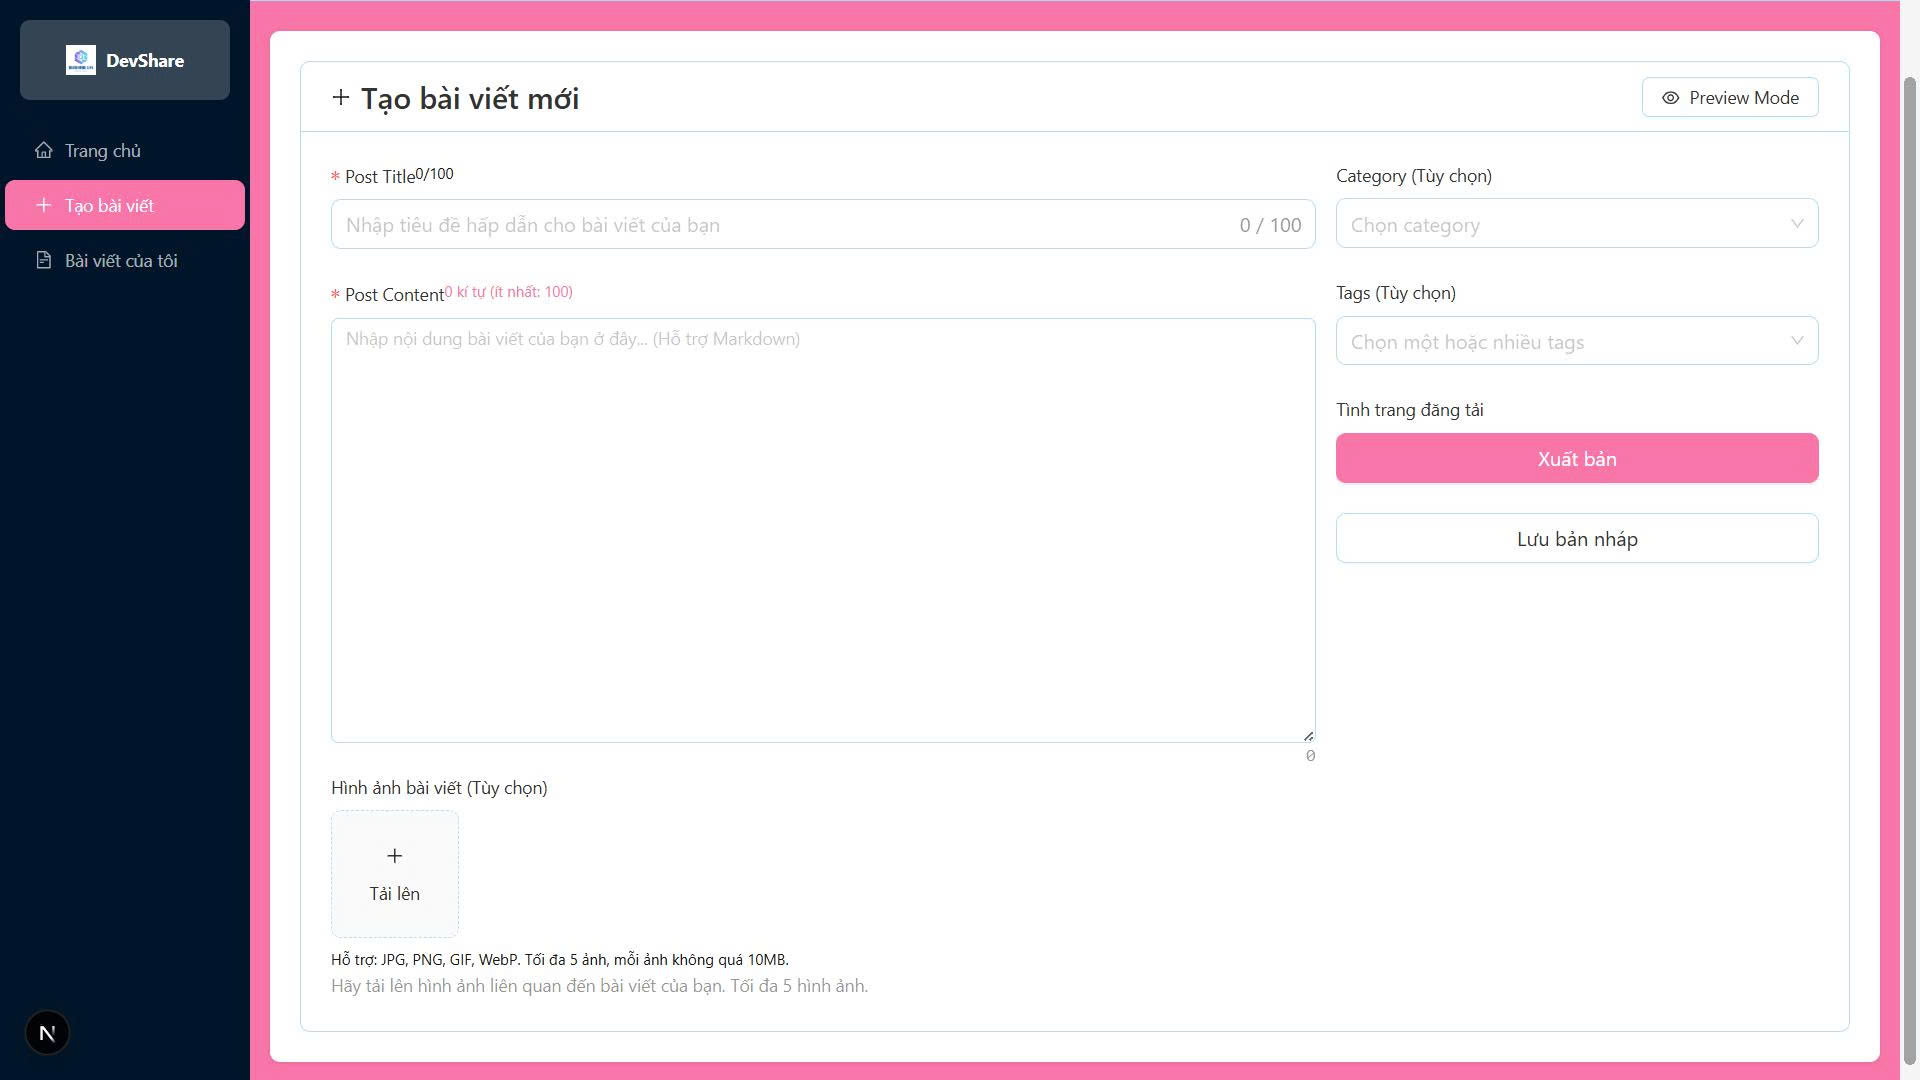 DevShare
Trang chủ
Tạo bài viết
Bài viết của tôi
Tạo bài viết mới
Preview Mode
* Post Title0/100
Nhập tiêu đề hấp dẫn cho bài viết của bạn
0 / 100
Category (Tùy chọn)
Chọn category
* Post Content0 kí tự (ít nhất: 100)
Nhập nội dung bài viết của bạn ở đây... (Hỗ trợ Markdown)
0
Tags (Tùy chọn)
Chọn một hoặc nhiều tags
Tình trang đăng tải
Xuất bản
Lưu bản nháp
Hình ảnh bài viết (Tùy chọn)
Tải lên
Hỗ trợ: JPG, PNG, GIF, WebP. Tối đa 5 ảnh, mỗi ảnh không quá 10MB.
Hãy tải lên hình ảnh liên quan đến bài viết của bạn. Tối đa 5 hình ảnh.
N